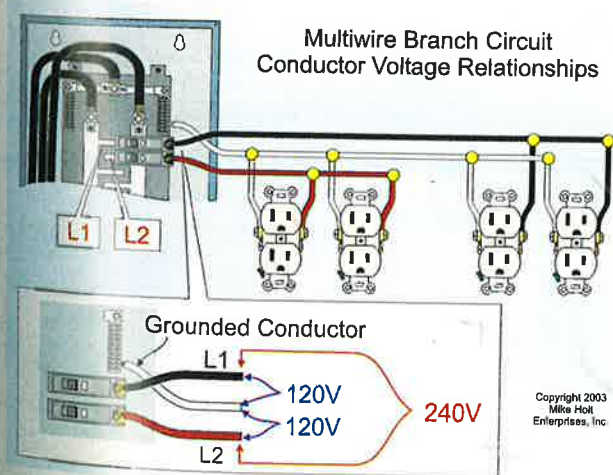 Multiwire Branch Circuit
Conductor Voltage Relationships
L1 L2
Grounded Conductor
L1
120V
120V
240V
L2
Copyright 2003
Mike Holt
Enterprises, Inc